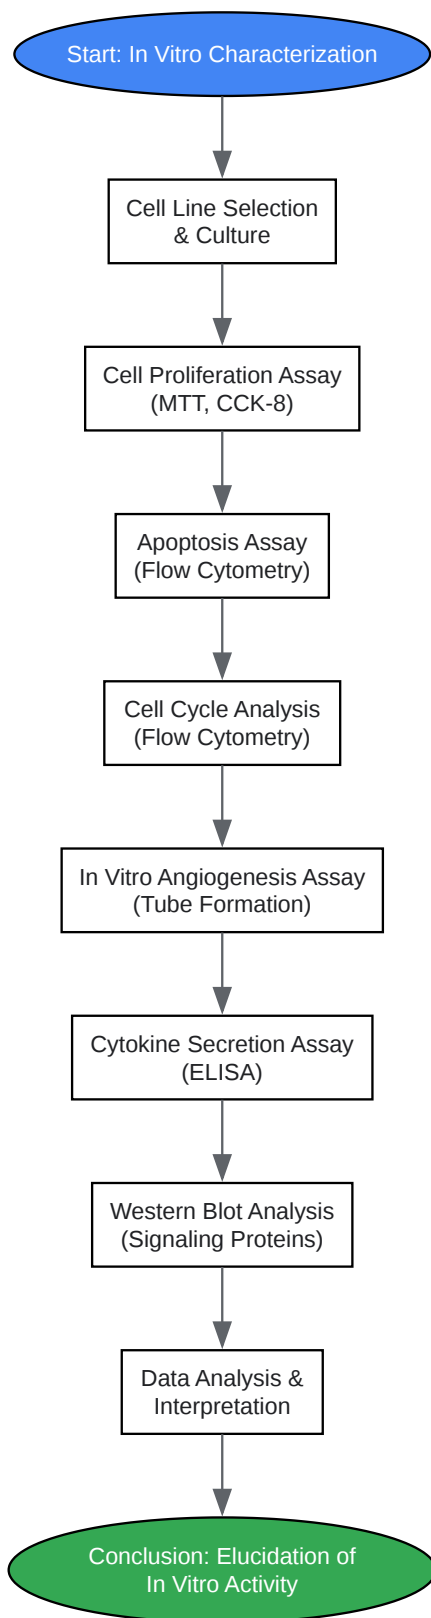 Start: In Vitro Characterization
Cell Line Selection
& Culture
Cell Proliferation Assay
(MTT, CCK-8)
Apoptosis Assay
(Flow Cytometry)
Cell Cycle Analysis
(Flow Cytometry)
In Vitro Angiogenesis Assay
(Tube Formation)
Cytokine Secretion Assay
(ELISA)
Western Blot Analysis
(Signaling Proteins)
Data Analysis &
Interpretation
Conclusion: Elucidation of
In Vitro Activity